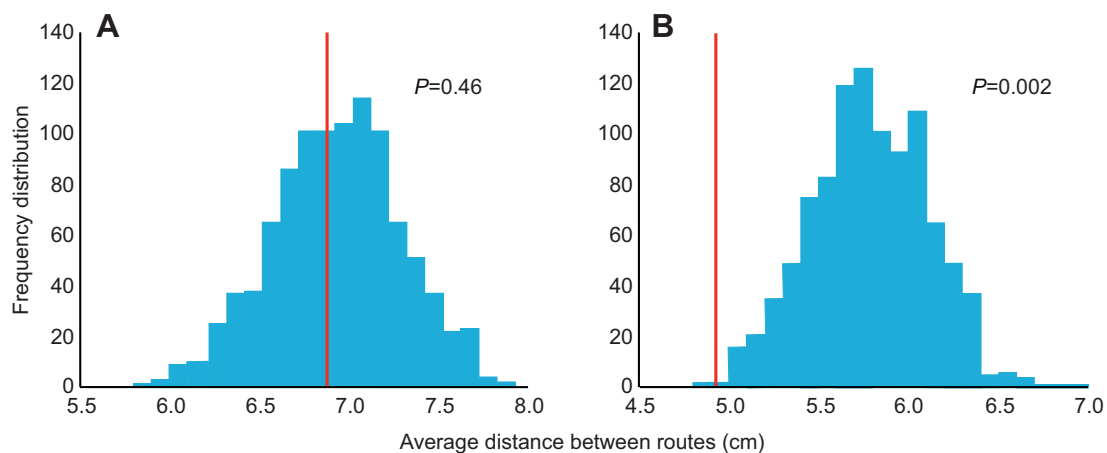 A
B
140
120
100
80
60
40
20
0
Frequency distribution
P=0.46
5.5 6.0 6.5 7.0 7.5 8.0
140
120
100
80
60
40
20
0
P=0.002
4.5 5.0 5.5 6.0 6.5 7.0
Average distance between routes (cm)